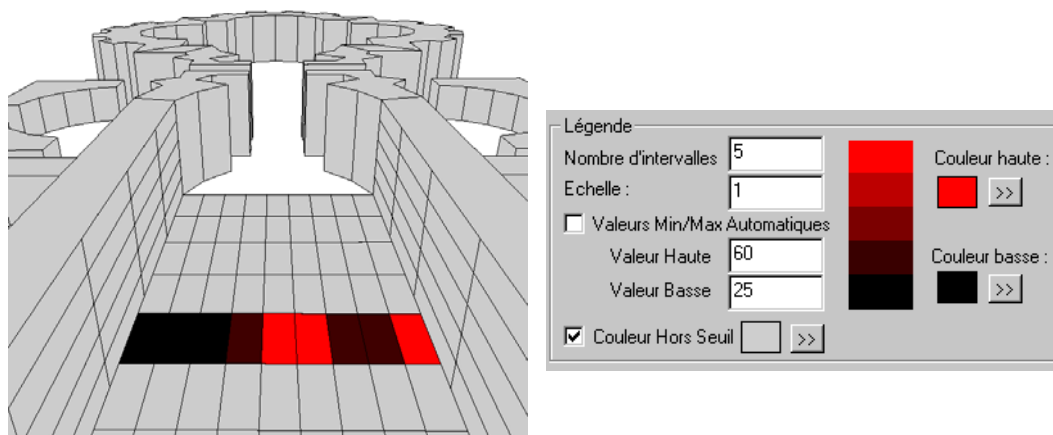 Légende
Nombre d'intervalles 5
Couleur haute :
Echelle : 1
>>
Valeurs Min/Max Automatiques
Valeur Haute 60
Couleur basse :
Valeur Basse 25
>>
Couleur Hors Seuil >>